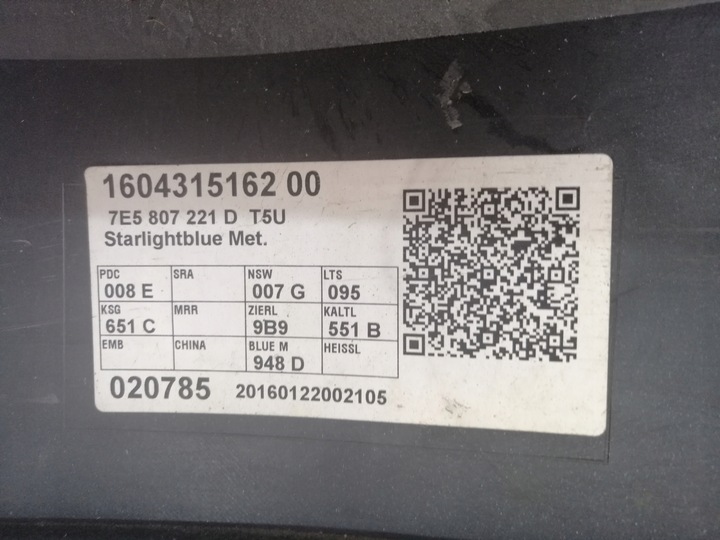 1604315162 00
7E5 807 221 D T5U
Starlightblue Met.
PDC SRA NSW LTS
008 E 007 G 095
KSG MRR ZIERL KALTL
651 C 9B9 551 B
EMB CHINA BLUE M HEISSL
948 D
020785 20160122002105